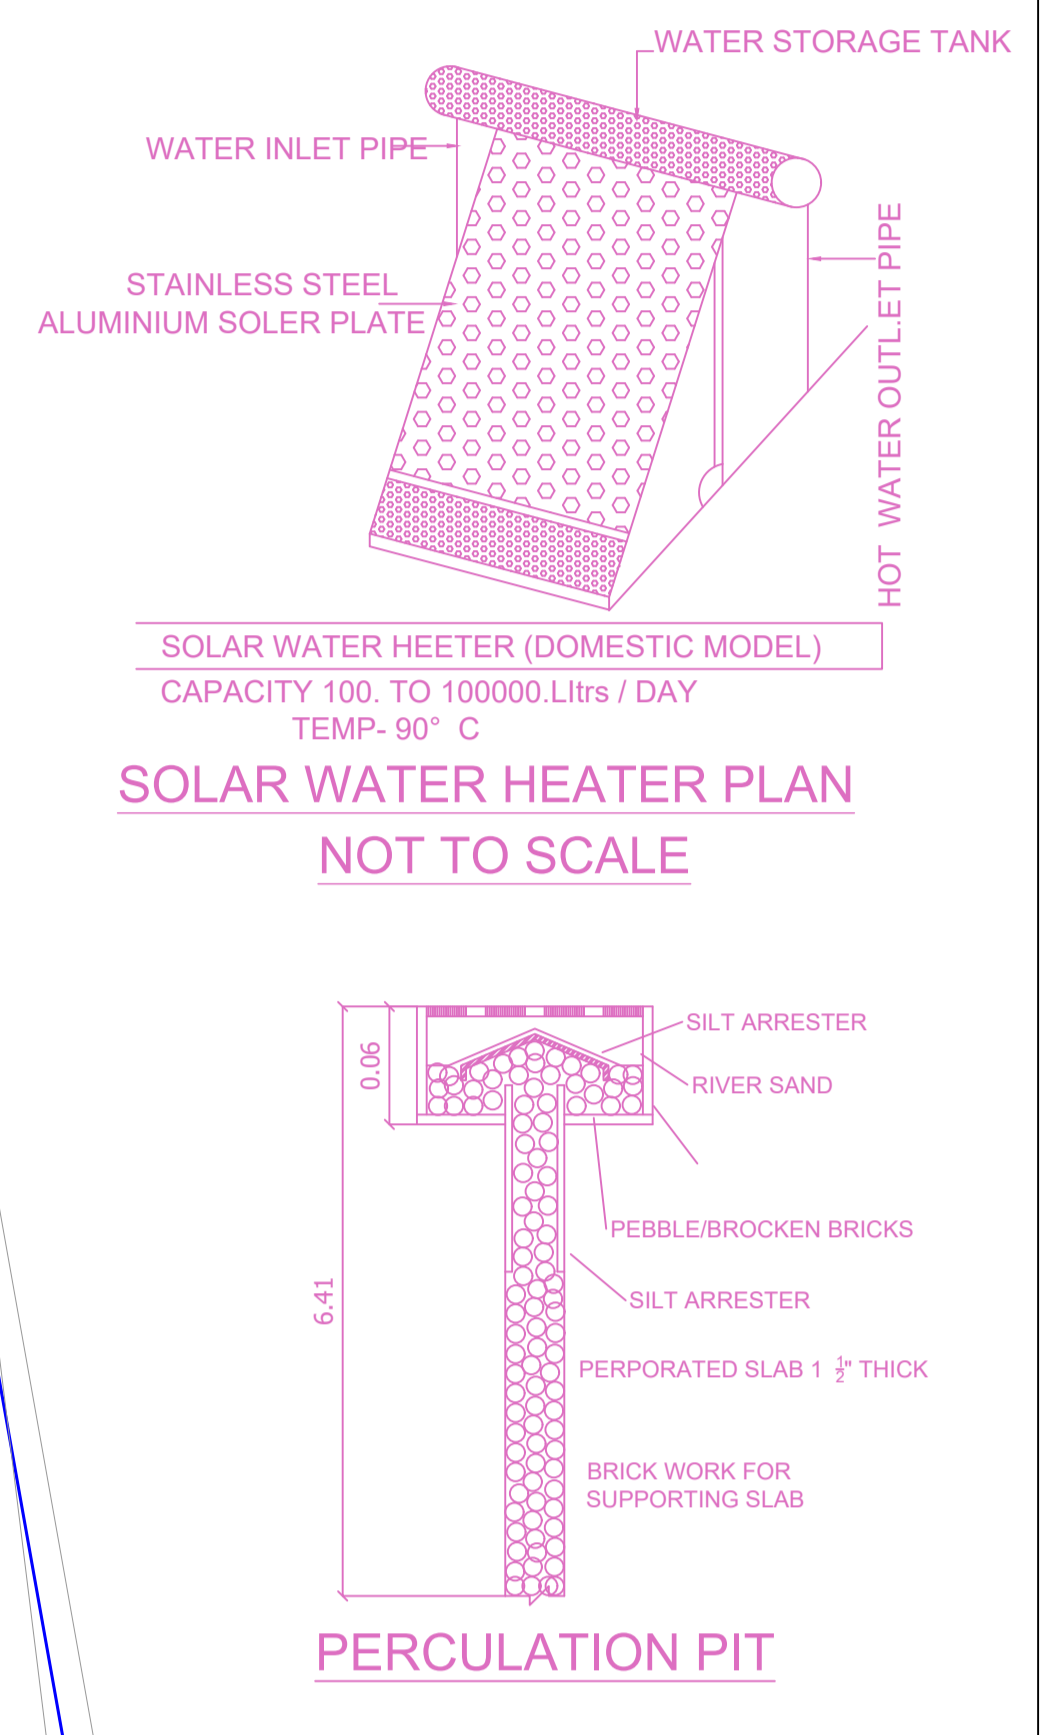 WATER STORAGE TANK
WATER INLET PIPE
STAINLESS STEEL
ALUMINIUM SOLER PLATE
HOT WATER OUTL.ET PIPE
SOLAR WATER HEETER (DOMESTIC MODEL)
CAPACITY 100. TO 100000.LItrs / DAY
TEMP- 90° C
SOLAR WATER HEATER PLAN
NOT TO SCALE
SILT ARRESTER
0.06
RIVER SAND
PEBBLE/BROCKEN BRICKS
6.41
SILT ARRESTER
PERPORATED SLAB 1 ½" THICK
BRICK WORK FOR
SUPPORTING SLAB
PERCULATION PIT